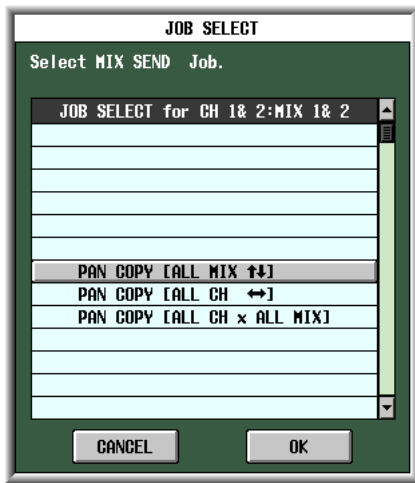 JOB SELECT
Select MIX SEND Job.
JOB SELECT for CH 1& 2:MIX 1& 2
PAN COPY [ALL MIX ⬆⬇]
PAN COPY [ALL CH ↔]
PAN COPY [ALL CH x ALL MIX]
CANCEL OK